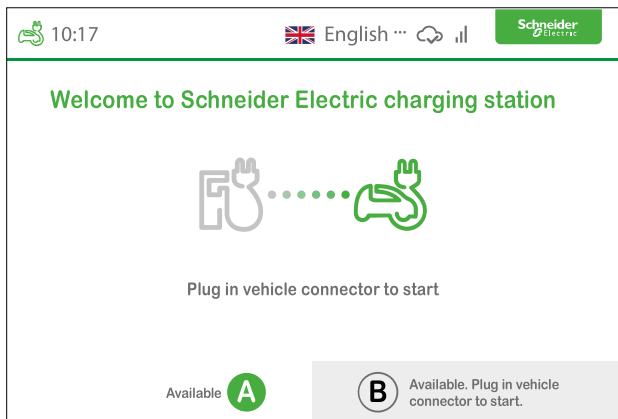 10:17
English ···
Schneider
Electric
Welcome to Schneider Electric charging station
Plug in vehicle connector to start
Available A
B Available. Plug in vehicle
connector to start.